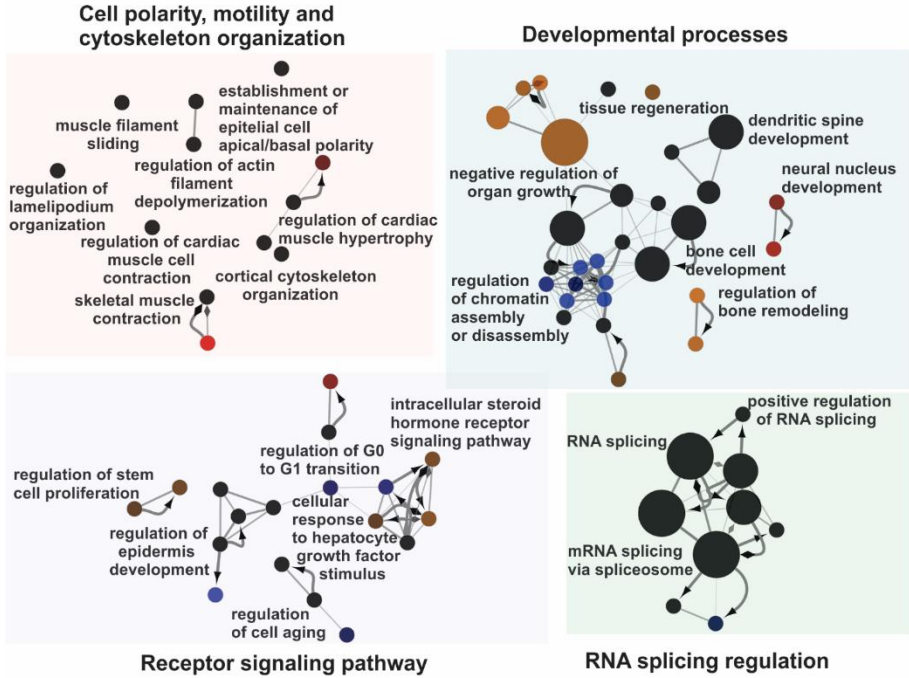 Cell polarity, motility and
cytoskeleton organization
establishment or
maintenance of
epitelial cell
apical/basal polarity
muscle filament
sliding
regulation of actin
filament
depolymerization
regulation of
lamelipodium
organization
regulation of cardiac
muscle hypertrophy
regulation of cardiac
muscle cell
contraction
cortical cytoskeleton
organization
skeletal muscle
contraction
Developmental processes
tissue regeneration
dendritic spine
development
negative regulation of
organ growth
neural nucleus
development
bone cell
development
regulation
of chromatin
assembly
or disassembly
regulation of
bone remodeling
intracellular steroid
hormone receptor
signaling pathway
regulation of G0
to G1 transition
regulation of stem
cell proliferation
cellular
response
to hepatocyte
growth factor
stimulus
regulation of
epidermis
development
regulation
of cell aging
Receptor signaling pathway
positive regulation
of RNA splicing
RNA splicing
mRNA splicing
via spliceosome
RNA splicing regulation